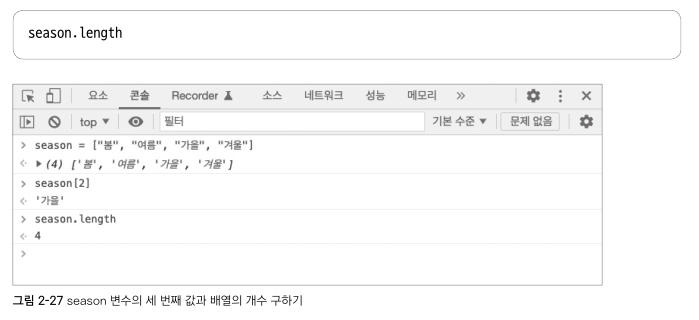 season.length
요소 콘솔 Recorder 소스 네트워크 성능 메모리 »
top ▼ 필터 기본 수준 ▼ 문제 없음
> season = ["봄", "여름", "가을", "겨울"]
<· ▶ (4) ['봄', '여름', '가을', '겨울']
> season[2]
<· '가을'
> season.length
<· 4
>
그림 2-27 season 변수의 세 번째 값과 배열의 개수 구하기